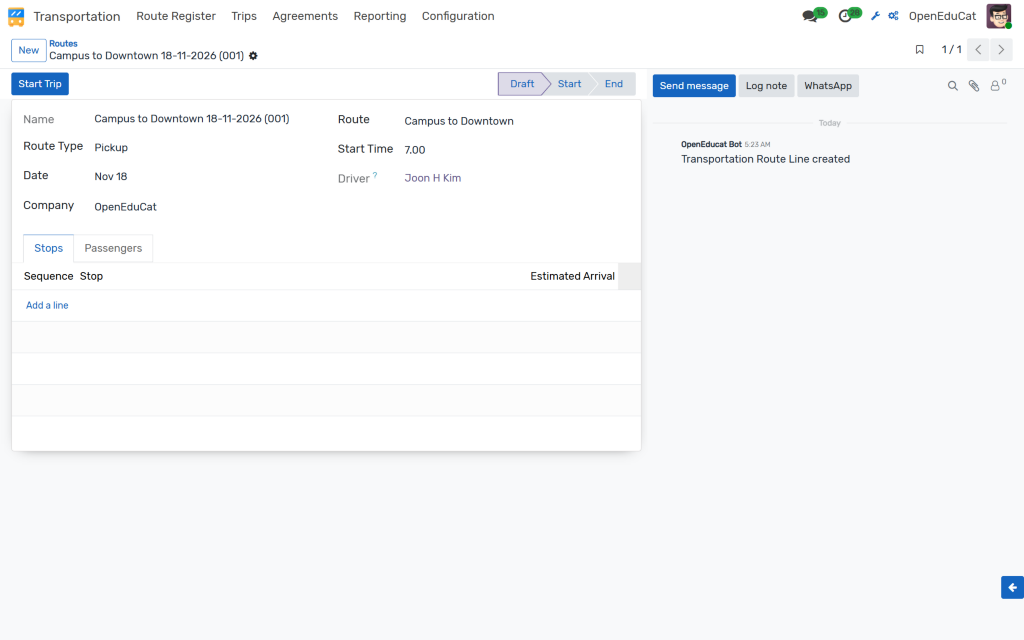 Transportation Route Register Trips Agreements Reporting Configuration 15 28 OpenEduCat
New Routes
Campus to Downtown 18-11-2026 (001) 1 / 1
Start Trip Draft Start End Send message Log note WhatsApp 0
Name Campus to Downtown 18-11-2026 (001) Route Campus to Downtown
Route Type Pickup Start Time 7.00
Date Nov 18 Driver ? Joon H Kim
Company OpenEduCat
Today
OpenEducat Bot 5:23 AM
Transportation Route Line created
Stops Passengers
Sequence Stop Estimated Arrival
Add a line